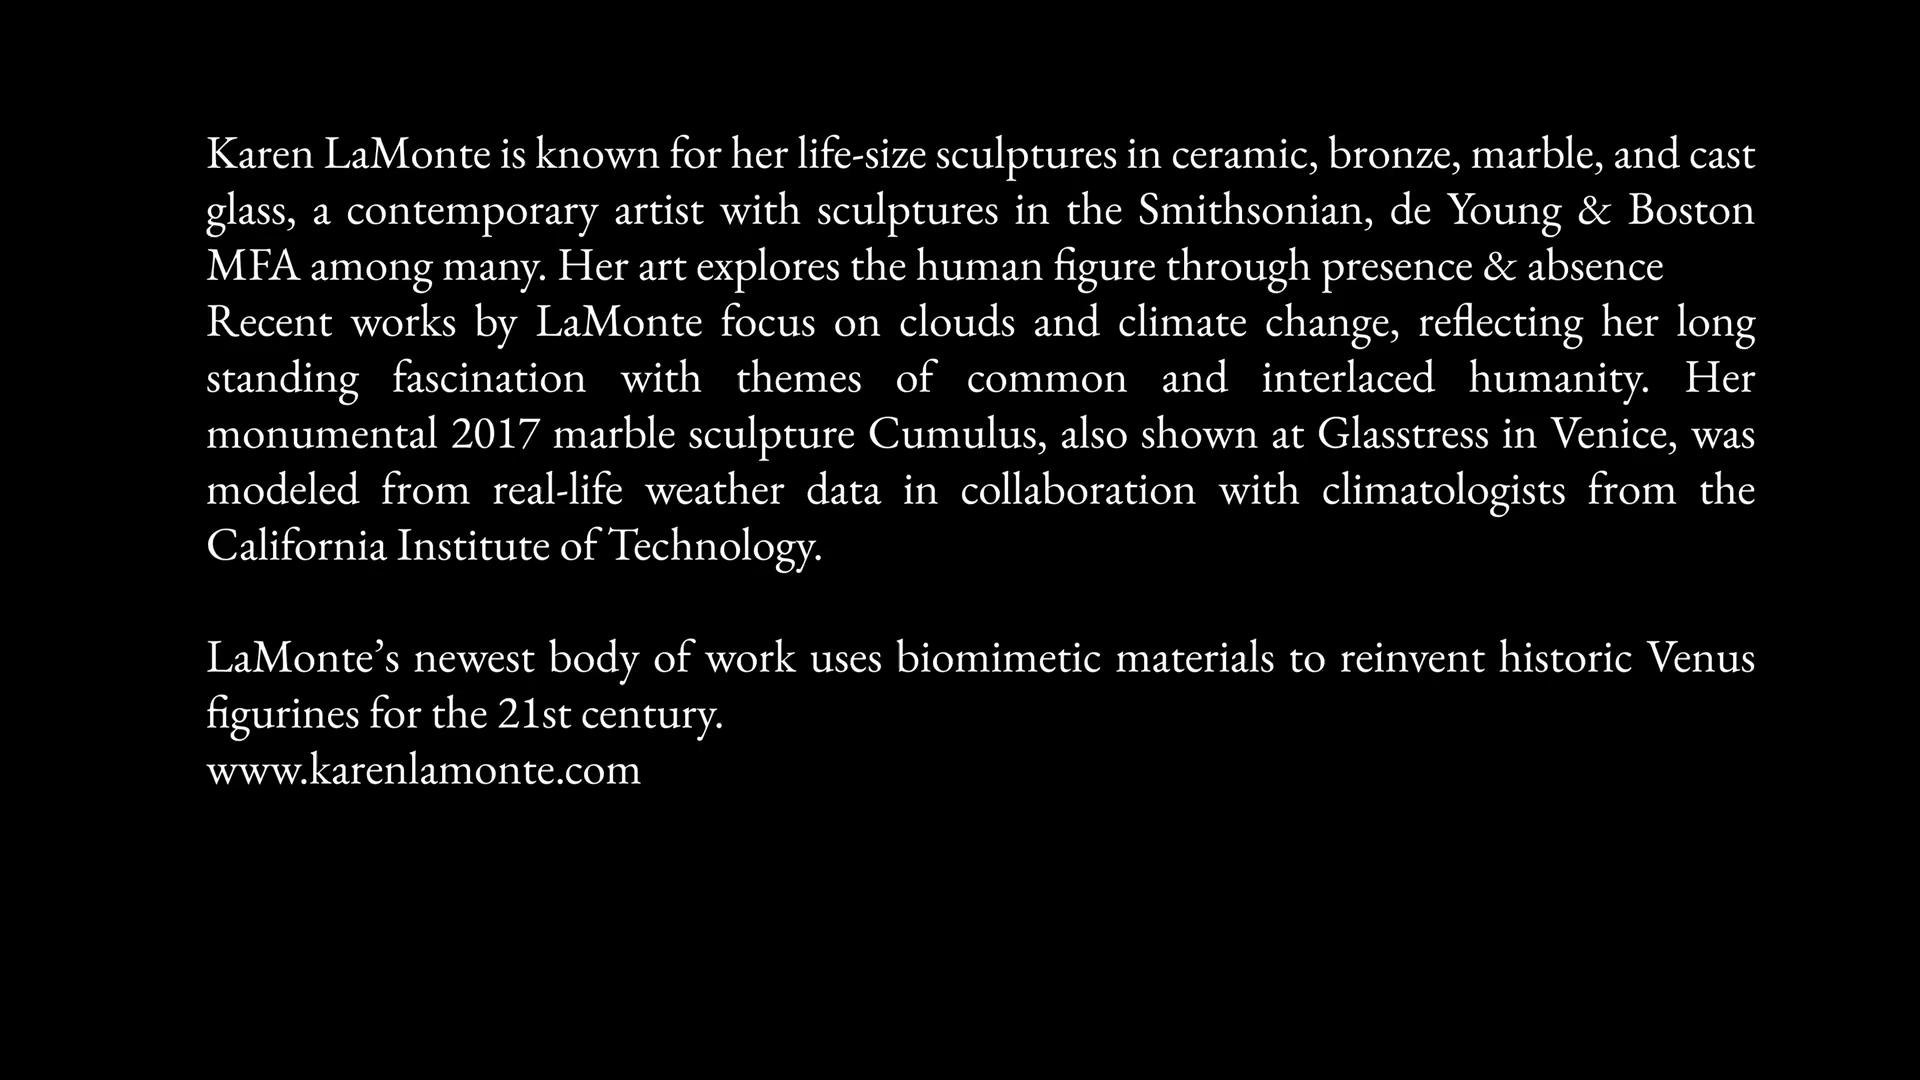 Karen LaMonte is known for her life-size sculptures in ceramic, bronze, marble, and cast
glass, a contemporary artist with sculptures in the Smithsonian, de Young & Boston
MFA among many. Her art explores the human figure through presence & absence
Recent works by LaMonte focus on clouds and climate change, reflecting her long
standing fascination with themes of common and interlaced humanity. Her
monumental 2017 marble sculpture Cumulus, also shown at Glasstress in Venice, was
modeled from real-life weather data in collaboration with climatologists from the
California Institute of Technology.
LaMonte’s newest body of work uses biomimetic materials to reinvent historic Venus
figurines for the 21st century.
www.karenlamonte.com